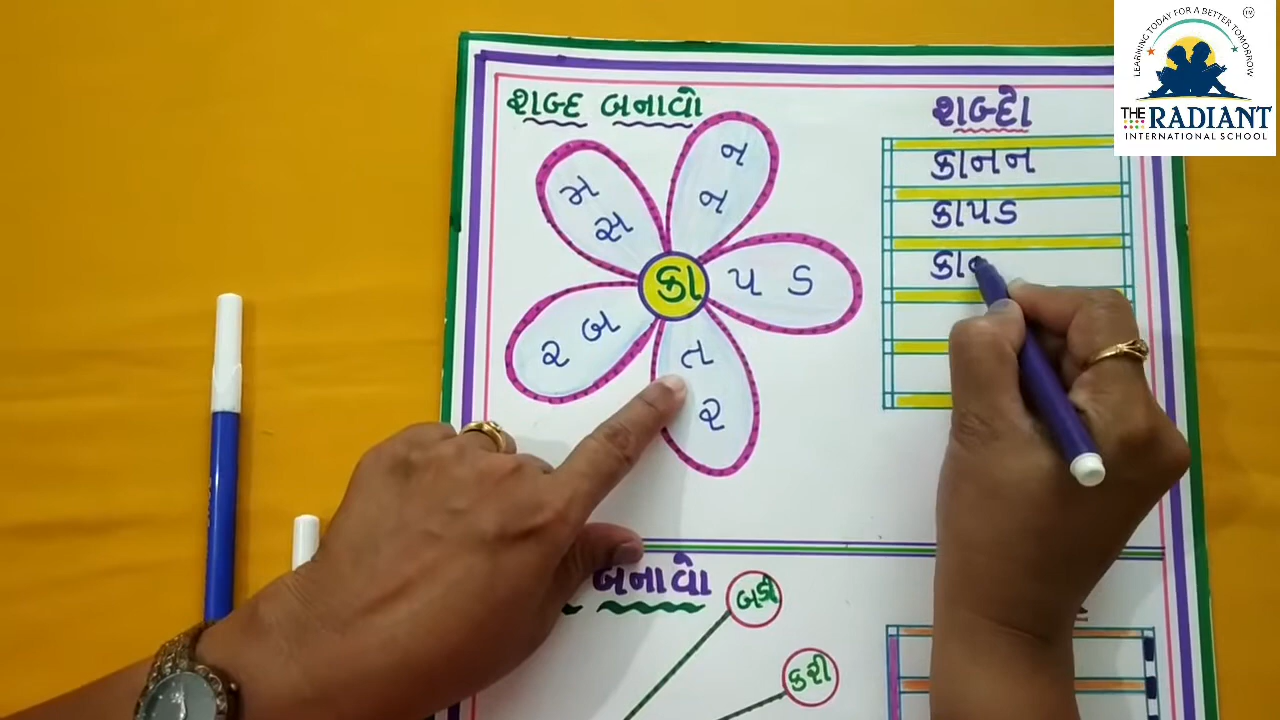 LEARNING TODAY FOR A BETTER TOMORROW
THE RADIANT
INTERNATIONAL SCHOOL
શબ્દ બનાવો
ન
ન
મ
સ
કા
પ ડ
ર બ
ત
ર
શબ્દો
કાનન
કાપડ
કા
બનાવો
બકી
કરી